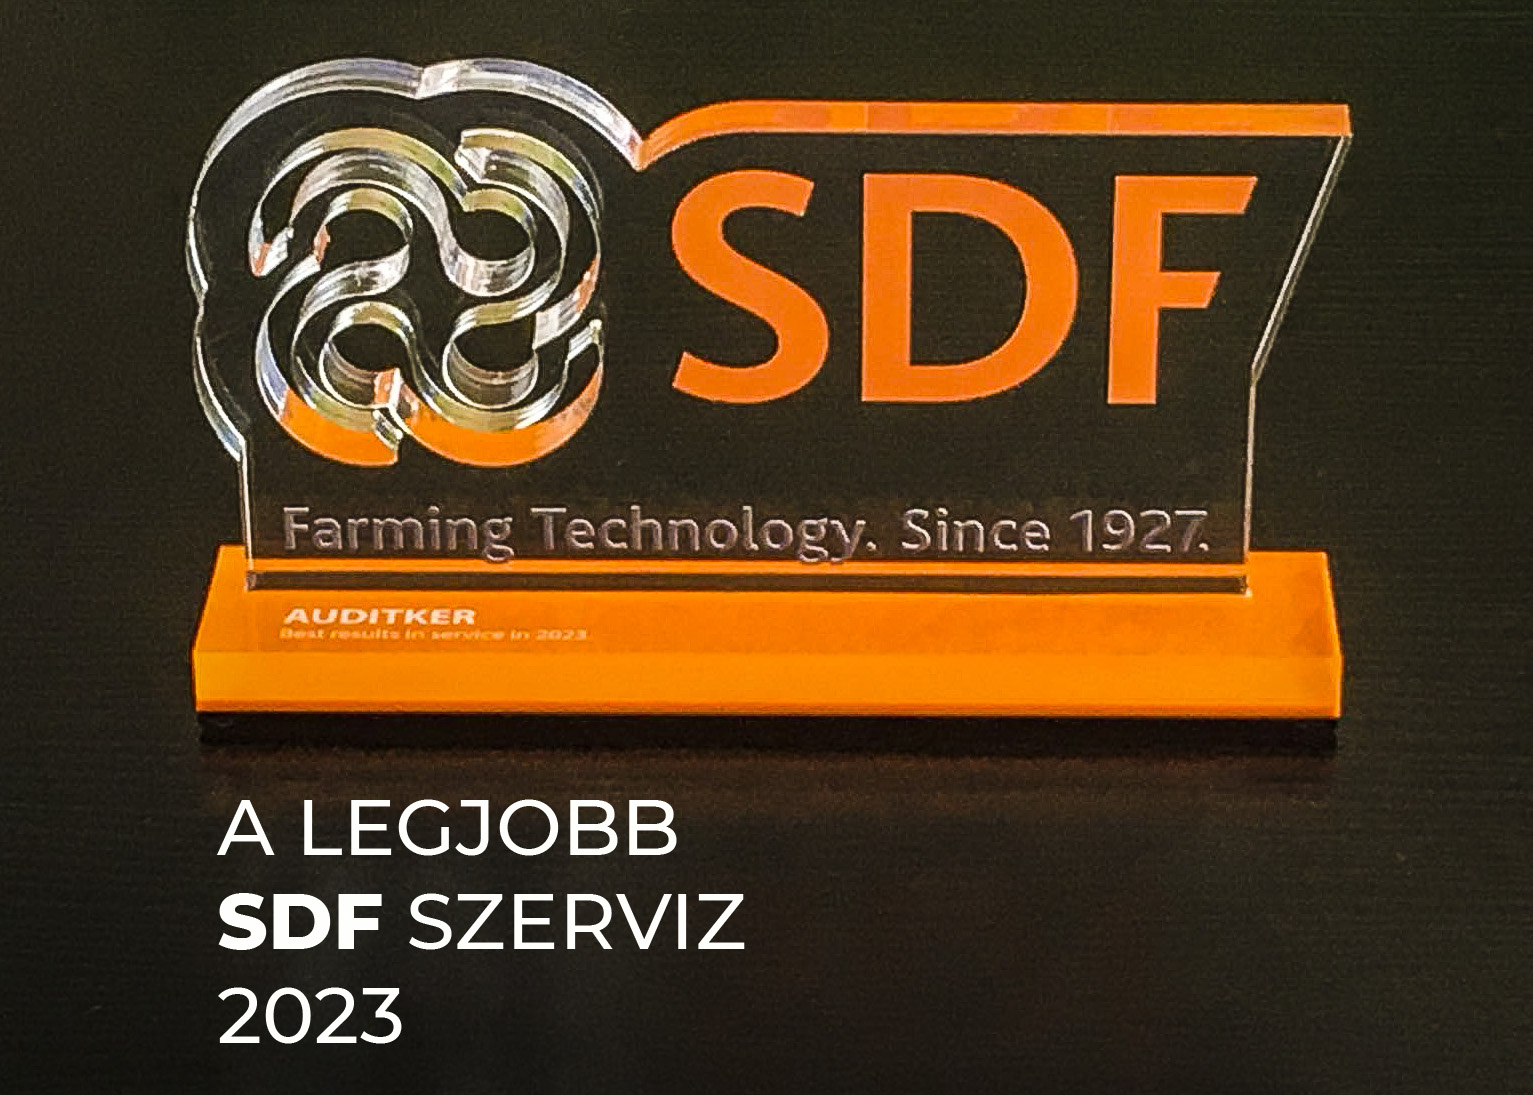 SDF
Farming Technology. Since 1927.
AUDITKER
Best results in service in 2023
A LEGJOBB
SDF SZERVIZ
2023